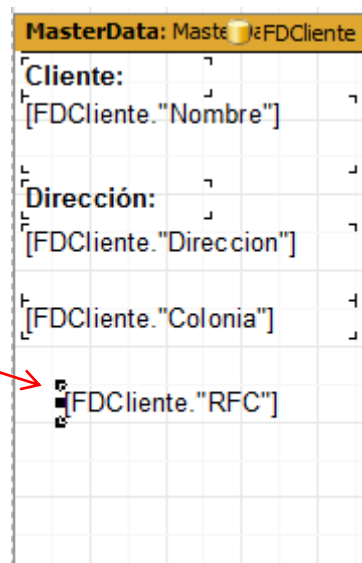 MasterData: Maste FDCliente
Cliente:
[FDCliente."Nombre"]
Dirección:
[FDCliente."Direccion"]
[FDCliente."Colonia"]
[FDCliente."RFC"]